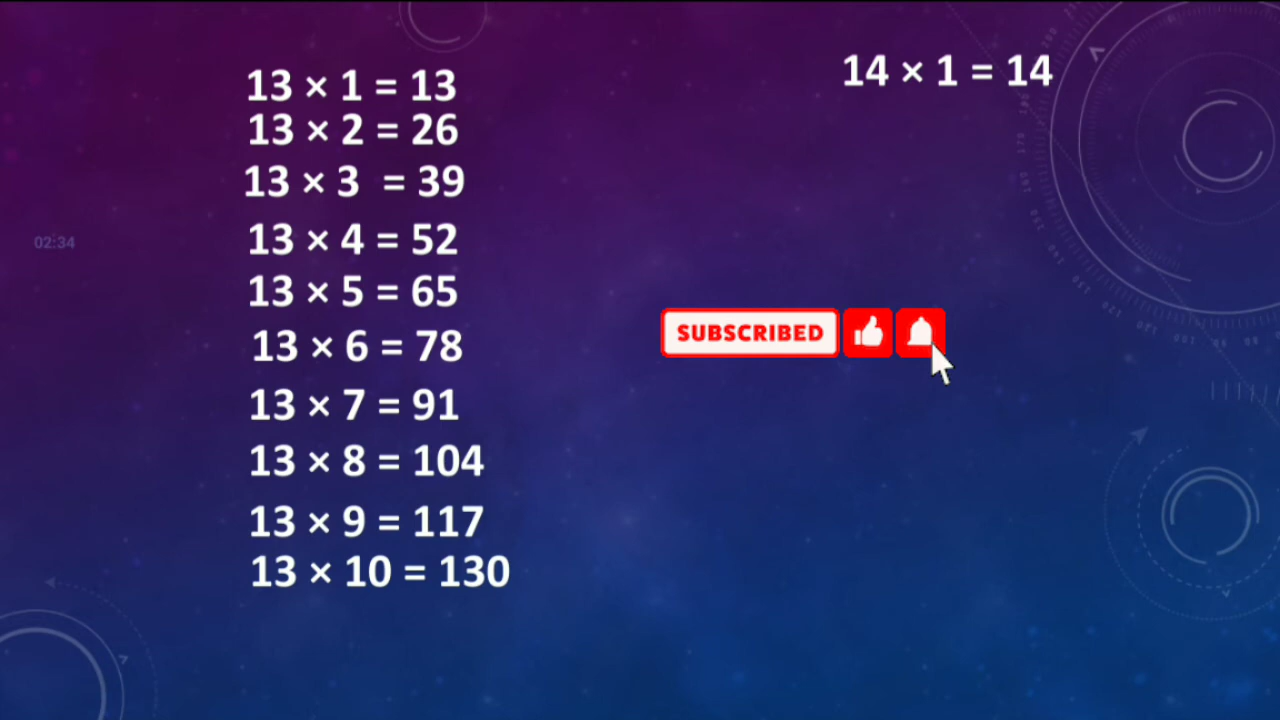 13 × 1 = 13
13 × 2 = 26
13 × 3 = 39
13 × 4 = 52
13 × 5 = 65
13 × 6 = 78
13 × 7 = 91
13 × 8 = 104
13 × 9 = 117
13 × 10 = 130
14 × 1 = 14
02:34
SUBSCRIBED